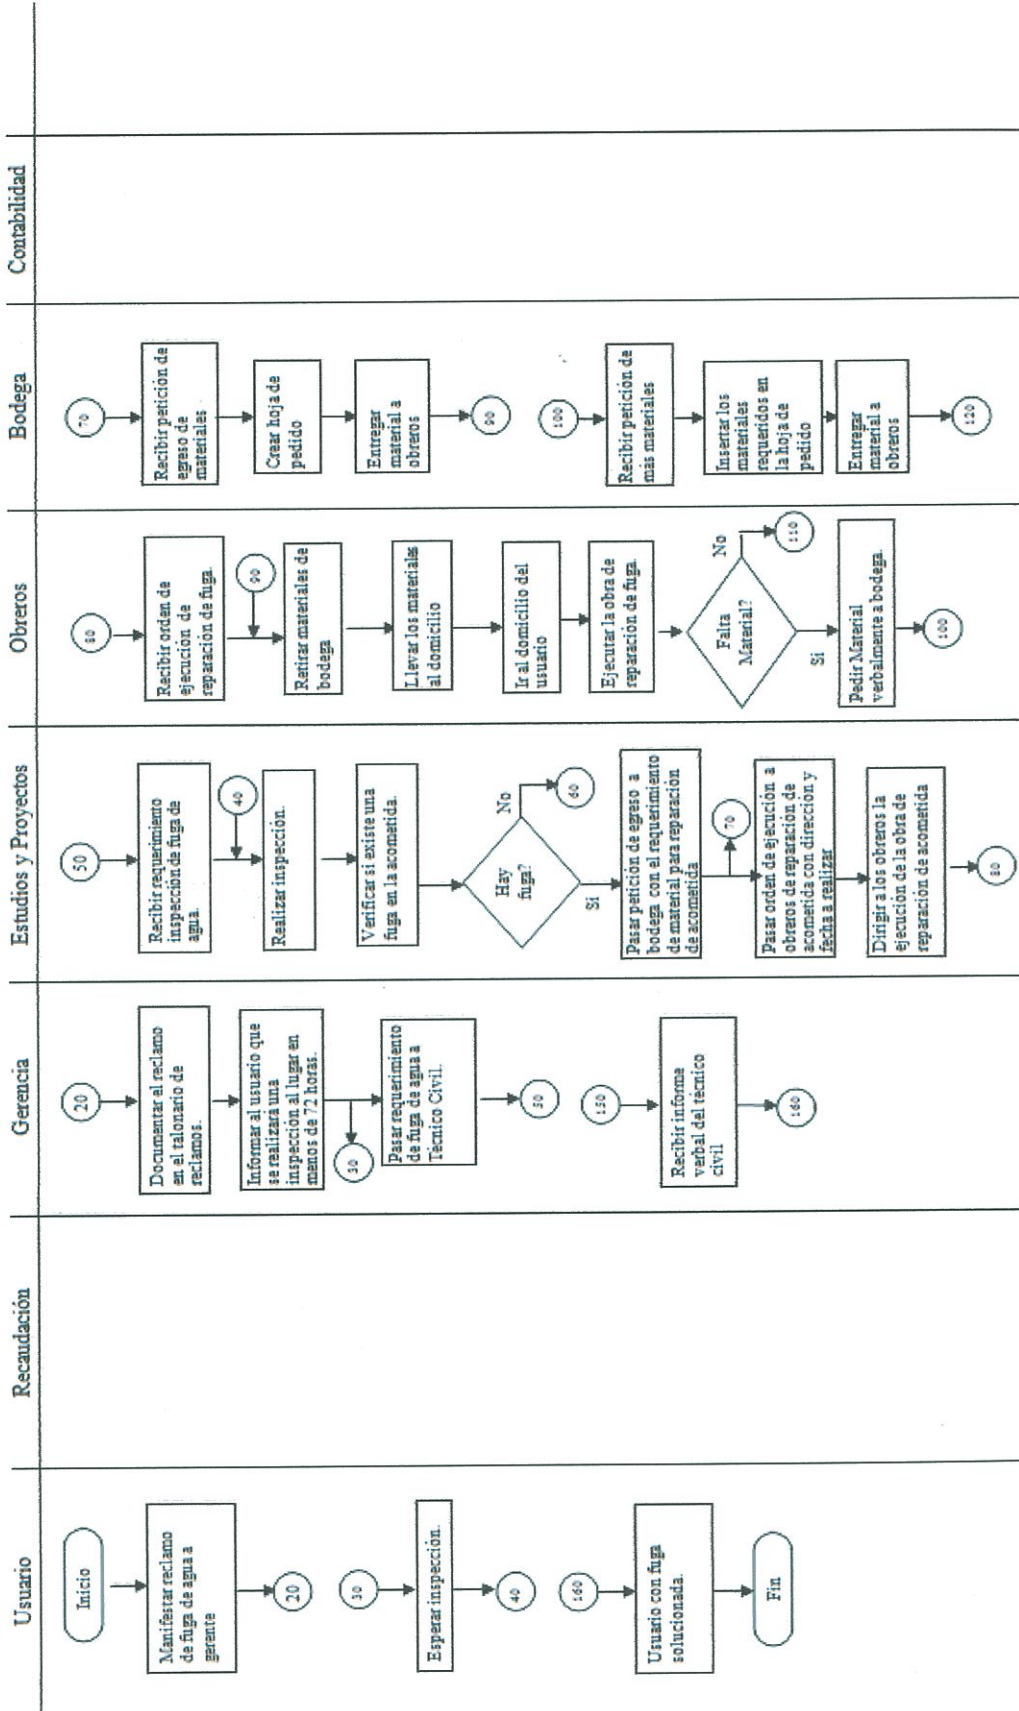 Usuario
Recaudación
Gerencia
Estudios y Proyectos
Obreros
Bodega
Contabilidad
Inicio
Manifestar reclamo
de fuga de agua a
gerente
20
30
Esperar inspección.
40
160
Usuario con fuga
solucionada.
Fin
20
Documentar el reclamo
en el talonario de
reclamos.
Informar al usuario que
se realizará una
inspección al lugar en
menos de 72 horas.
30
Pasar requerimiento
de fuga de agua a
Técnico Civil.
50
150
Recibir informe
verbal del técnico
civil
160
50
Recibir requerimiento
inspección de fuga de
agua.
40
Realizar inspección.
Verificar si existe una
fuga en la acometida.
Hay
fuga?
No
60
Si
Pasar petición de egreso a
bodega con el requerimiento
de material para reparación
de acometida
70
Pasar orden de ejecución a
obreros de reparación de
acometida con dirección y
fecha a realizar
Dirigir a los obreros la
ejecución de la obra de
reparación de acometida
80
80
Recibir orden de
ejecución de
reparación de fuga.
90
Retirar materiales de
bodega
Llevar los materiales
al domicilio
Ir al domicilio del
usuario
Ejecutar la obra de
reparación de fuga.
Falta
Material?
No
110
Si
Pedir Material
verbalmente a bodega.
100
70
Recibir petición de
egreso de
materiales
Crear hoja de
pedido
Entregar
material a
obreros
90
100
Recibir petición de
más materiales
Insertar los
materiales
requeridos en
la hoja de
pedido
Entregar
material a
obreros
120